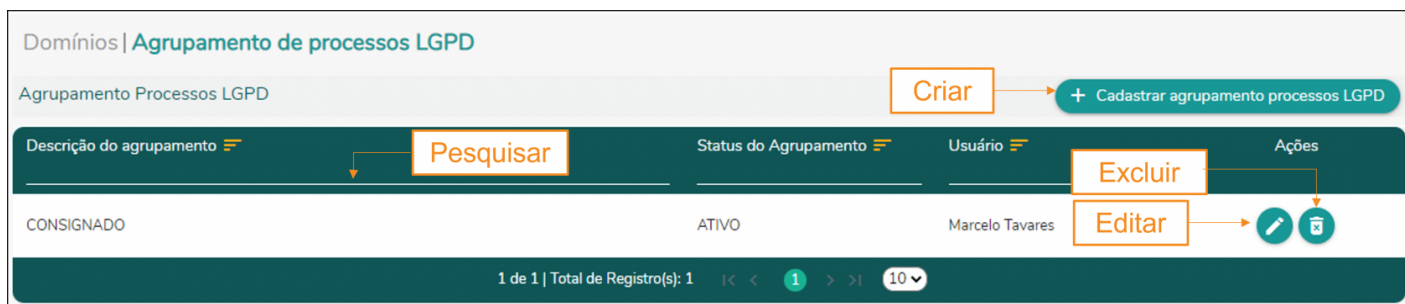 Domínios | Agrupamento de processos LGPD
Agrupamento Processos LGPD
Criar
+ Cadastrar agrupamento processos LGPD
Descrição do agrupamento
Pesquisar
Status do Agrupamento
Usuário
Ações
Excluir
CONSIGNADO
ATIVO
Marcelo Tavares
Editar
1 de 1 | Total de Registro(s): 1 |< < 1 > >| 10